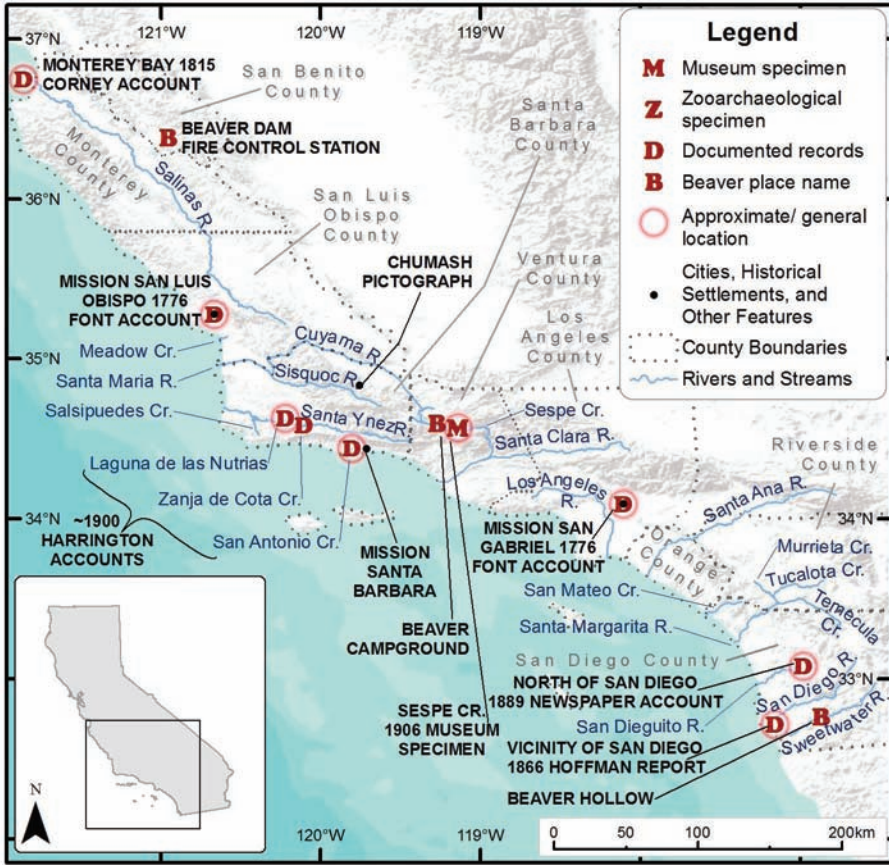 121°W
120°W
119°W
37°N
36°N
35°N
34°N
34°N
33°N
121°W
120°W
119°W
Legend
M Museum specimen
Z Zooarchaeological
specimen
D Documented records
B Beaver place name
Approximate/ general
location
Cities, Historical
Settlements, and
Other Features
County Boundaries
Rivers and Streams
D
MONTEREY BAY 1815
CORNEY ACCOUNT
San Benito
County
B
BEAVER DAM
FIRE CONTROL STATION
Monterey
County
Salinas R.
Santa
Barbara
County
San Luis
Obispo
County
CHUMASH
PICTOGRAPH
Ventura
County
Los
Angeles
County
MISSION SAN LUIS
OBISPO 1776
FONT ACCOUNT
D
Meadow Cr.
Cuyama R.
Santa Maria R.
Sisquoc R.
Salsipuedes Cr.
D
D
Santa Ynez R.
D
B
M
Sespe Cr.
Santa Clara R.
Riverside
County
Laguna de las Nutrias
Zanja de Cota Cr.
San Antonio Cr.
~1900
HARRINGTON
ACCOUNTS
MISSION
SANTA
BARBARA
Los Angeles
R.
D
MISSION SAN
GABRIEL 1776
FONT ACCOUNT
Santa Ana R.
Orange
County
Murrieta Cr.
Tucalota Cr.
Temecula
Cr.
San Mateo Cr.
Santa Margarita R.
BEAVER
CAMPGROUND
San Diego County
NORTH OF SAN DIEGO
1889 NEWSPAPER ACCOUNT
D
SESPE CR.
1906 MUSEUM
SPECIMEN
San Diego R.
San Dieguito R.
D
B
Sweetwater R.
VICINITY OF SAN DIEGO
1866 HOFFMAN REPORT
BEAVER HOLLOW
N
0 50 100 200km